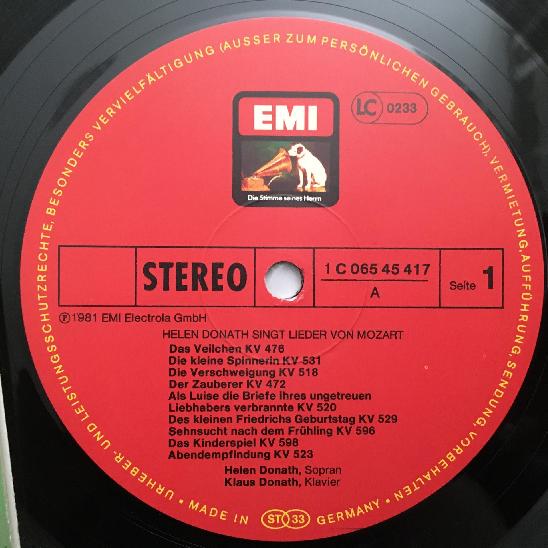 URHEBER- UND LEISTUNGSSCHUTZRECHTE, BESONDERS VERVIELFÄLTIGUNG (AUSSER ZUM PERSÖNLICHEN GEBRAUCH), VERMIETUNG, AUFFÜHRUNG, SENDUNG, VORBEHALTEN •
LC 0233
EMI
Die Stimme seines Herrn
STEREO
1 C 065 45 417
A
Seite 1
Ⓟ1981 EMI Electrola GmbH
HELEN DONATH SINGT LIEDER VON MOZART
Das Veilchen KV 476
Die kleine Spinnerin KV 531
Die Verschweigung KV 518
Der Zauberer KV 472
Als Luise die Briefe ihres ungetreuen
Liebhabers verbrannte KV 520
Des kleinen Friedrichs Geburtstag KV 529
Sehnsucht nach dem Frühling KV 596
Das Kinderspiel KV 598
Abendempfindung KV 523
Helen Donath, Sopran
Klaus Donath, Klavier
• MADE IN ST 33 GERMANY •